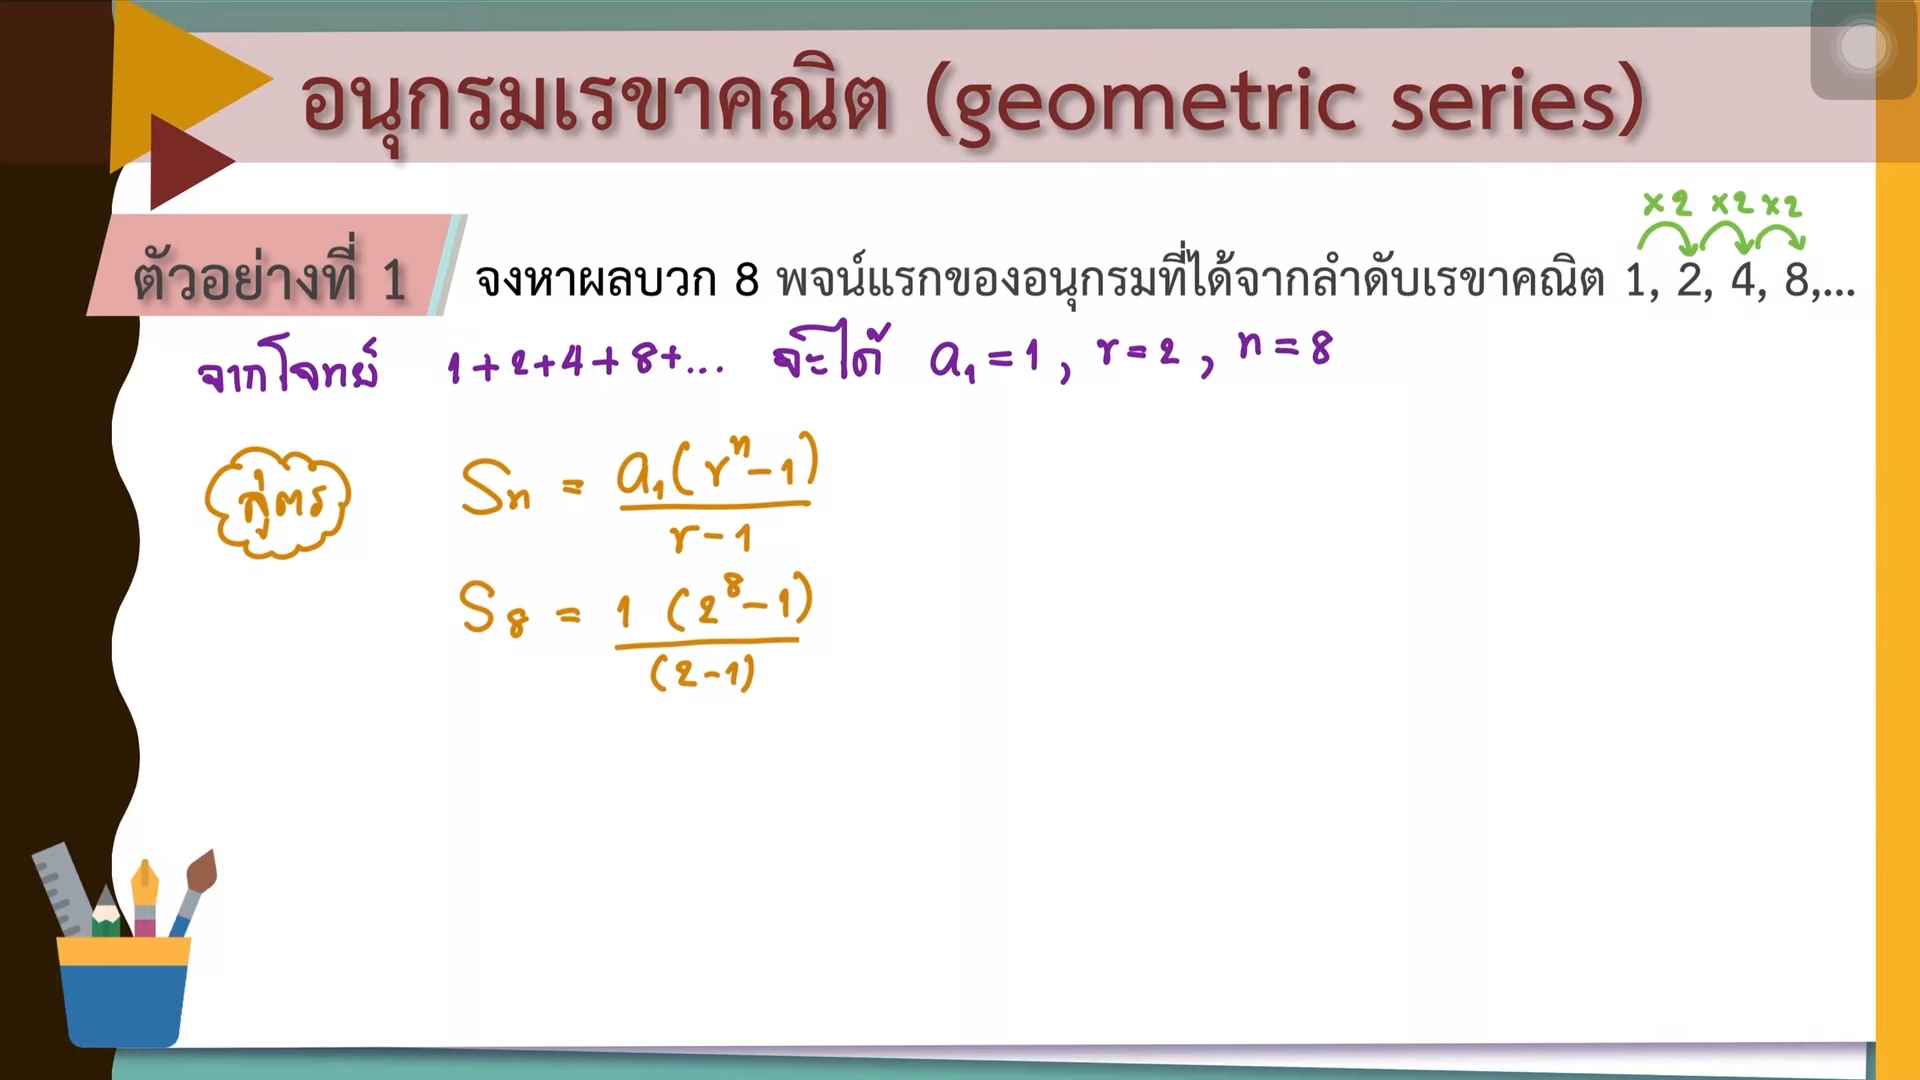 อนุกรมเรขาคณิต (geometric series)
×2 ×2 ×2
ตัวอย่างที่ 1 จงหาผลบวก 8 พจน์แรกของอนุกรมที่ได้จากลำดับเรขาคณิต 1, 2, 4, 8,...
จากโจทย์ 1+2+4+8+... จะได้ a₁ = 1, r = 2, n = 8
สูตร Sₙ = a₁(rⁿ-1)
r-1
S₈ = 1 (2⁸-1)
(2-1)